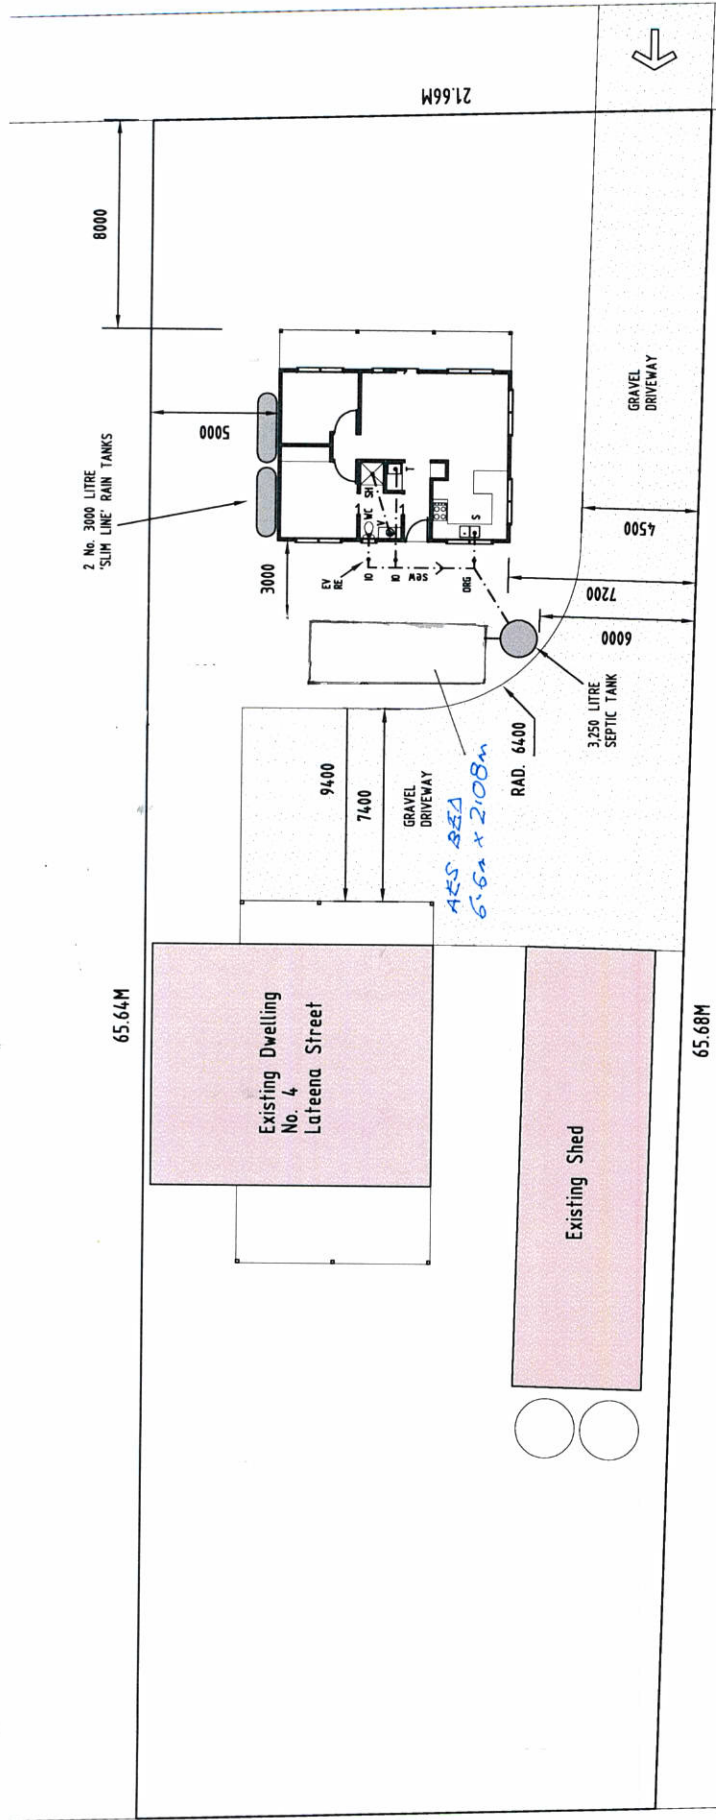 21.66M
8000
2 No. 3000 LITRE
'SLIM LINE' RAIN TANKS
5000
3000
EV
RE
IO
IO
WC
SH
V
T
S
SEW
ORG
GRAVEL
DRIVEWAY
4500
7200
6000
3,250 LITRE
SEPTIC TANK
RAD. 6400
9400
7400
GRAVEL
DRIVEWAY
AES BED
6.6m x 2.08m
65.64M
Existing Dwelling
No. 4
Lateena Street
Existing Shed
65.68M